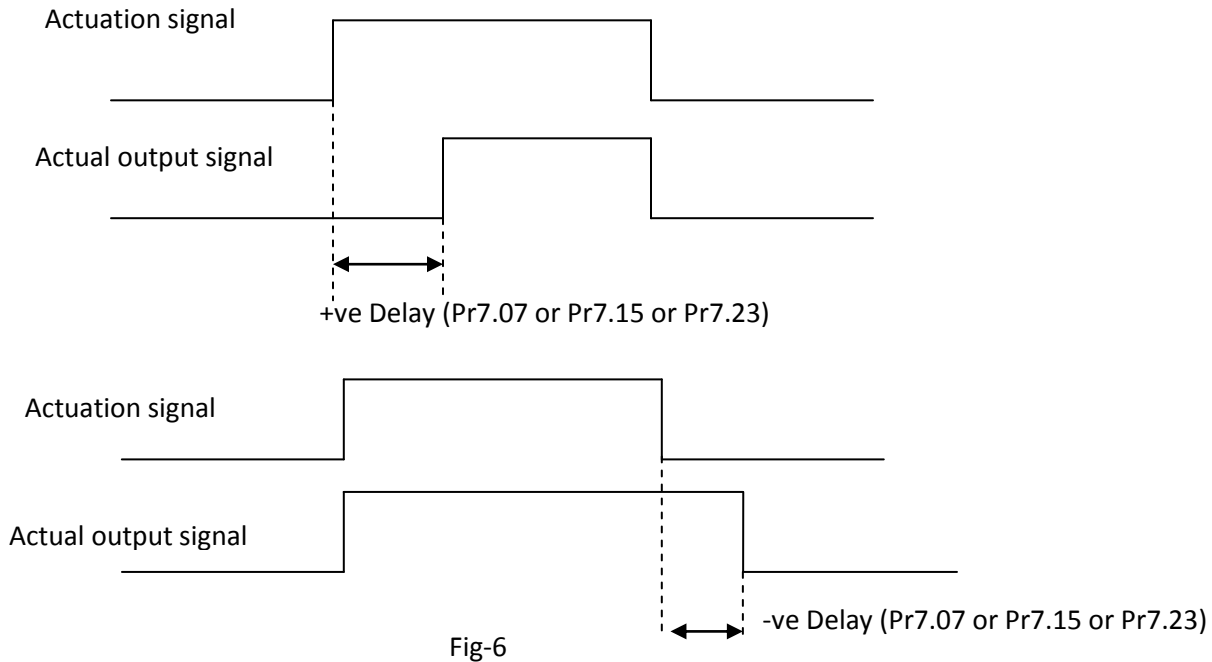 Actuation signal
Actual output signal
+ve Delay (Pr7.07 or Pr7.15 or Pr7.23)
Actuation signal
Actual output signal
-ve Delay (Pr7.07 or Pr7.15 or Pr7.23)
Fig-6